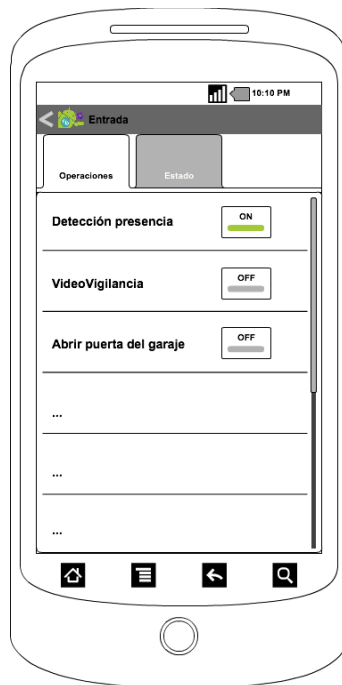 10:10 PM
Entrada
Operaciones Estado
Detección presencia ON
VideoVigilancia OFF
Abrir puerta del garaje OFF
...
...
...